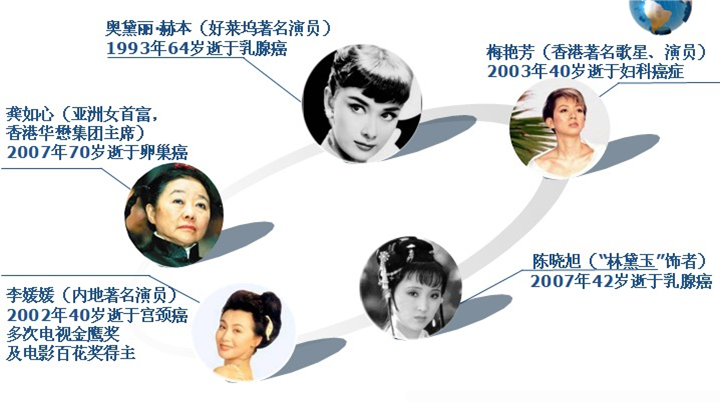 奥黛丽·赫本（好莱坞著名演员）
1993年64岁逝于乳腺癌
梅艳芳（香港著名歌星、演员）
2003年40岁逝于妇科癌症
龚如心（亚洲女首富，
香港华懋集团主席）
2007年70岁逝于卵巢癌
陈晓旭（“林黛玉”饰者）
2007年42岁逝于乳腺癌
李媛媛（内地著名演员）
2002年40岁逝于宫颈癌
多次电视金鹰奖
及电影百花奖得主